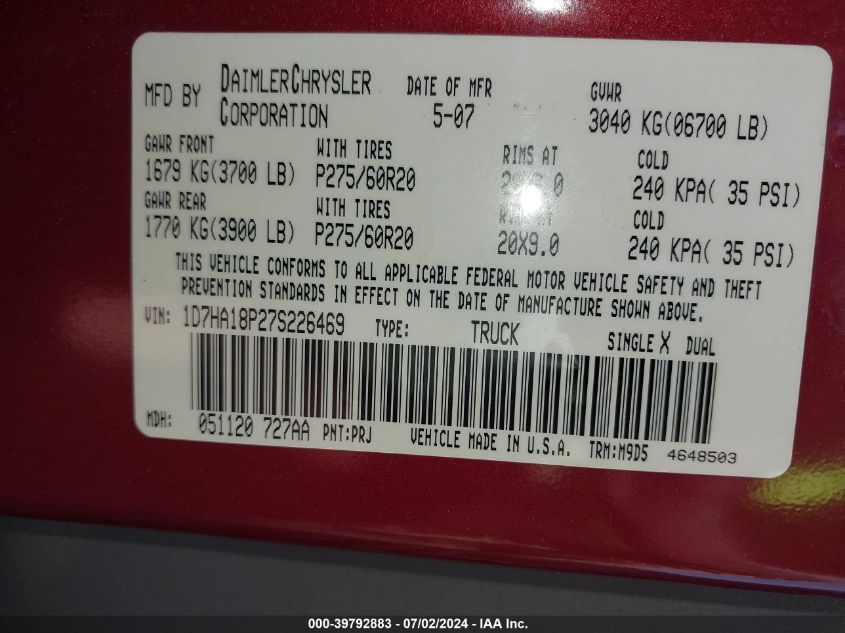 MFD BY DAIMLERCHRYSLER CORPORATION
DATE OF MFR 5-07
GVWR 3040 KG(06700 LB)
GAWR FRONT WITH TIRES RIMS AT COLD
1679 KG(3700 LB) P275/60R20 240 KPA( 35 PSI)
GAWR REAR WITH TIRES RIMS AT COLD
1770 KG(3900 LB) P275/60R20 20X9.0 240 KPA( 35 PSI)
THIS VEHICLE CONFORMS TO ALL APPLICABLE FEDERAL MOTOR VEHICLE SAFETY AND THEFT
PREVENTION STANDARDS IN EFFECT ON THE DATE OF MANUFACTURE SHOWN ABOVE.
VIN: 1D7HA18P27S226469 TYPE: TRUCK SINGLE X DUAL
MDH: 051120 727AA PNT:PRJ VEHICLE MADE IN U.S.A. TRM:M9D5 4648503
000-39792883 - 07/02/2024 - IAA Inc.